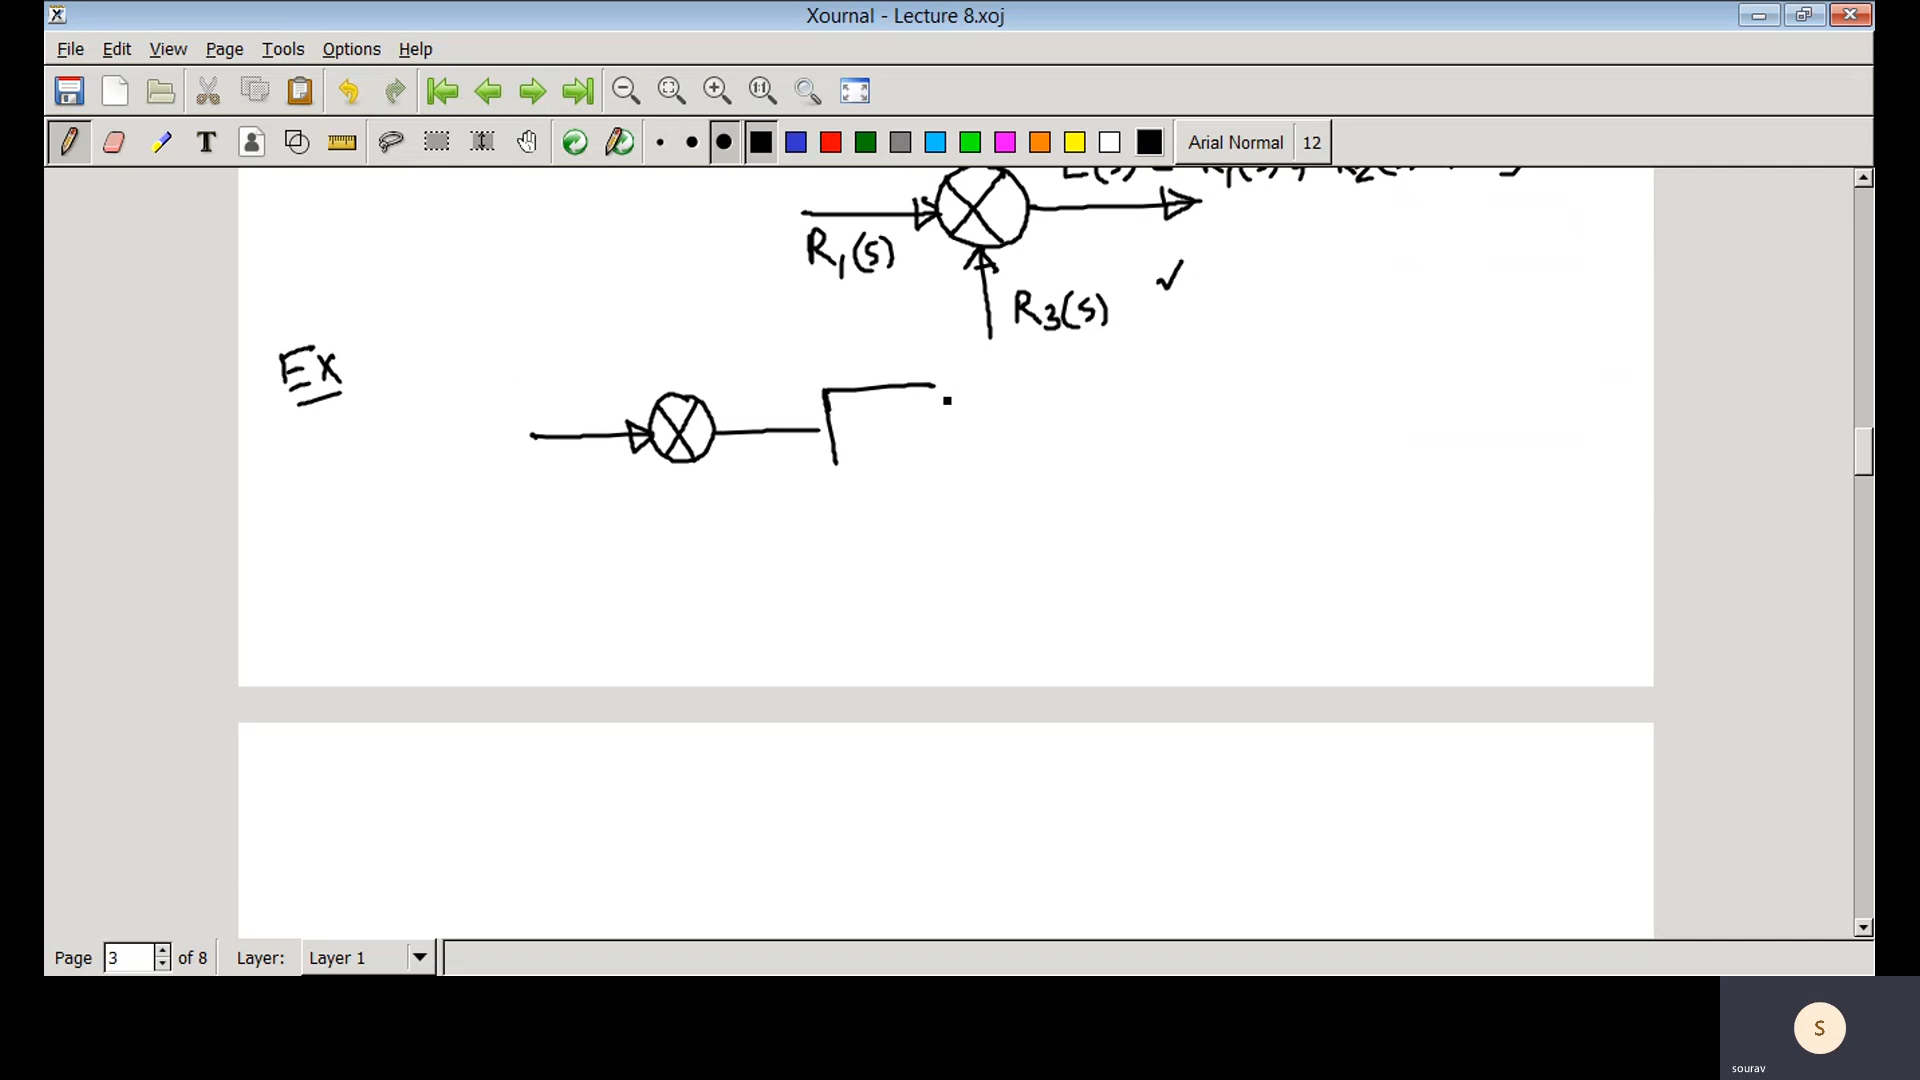 Xournal - Lecture 8.xoj
File Edit View Page Tools Options Help
T Arial Normal 12
R₁(s)
R₃(s) ✓
EX
Page 3 of 8 Layer: Layer 1
S
sourav